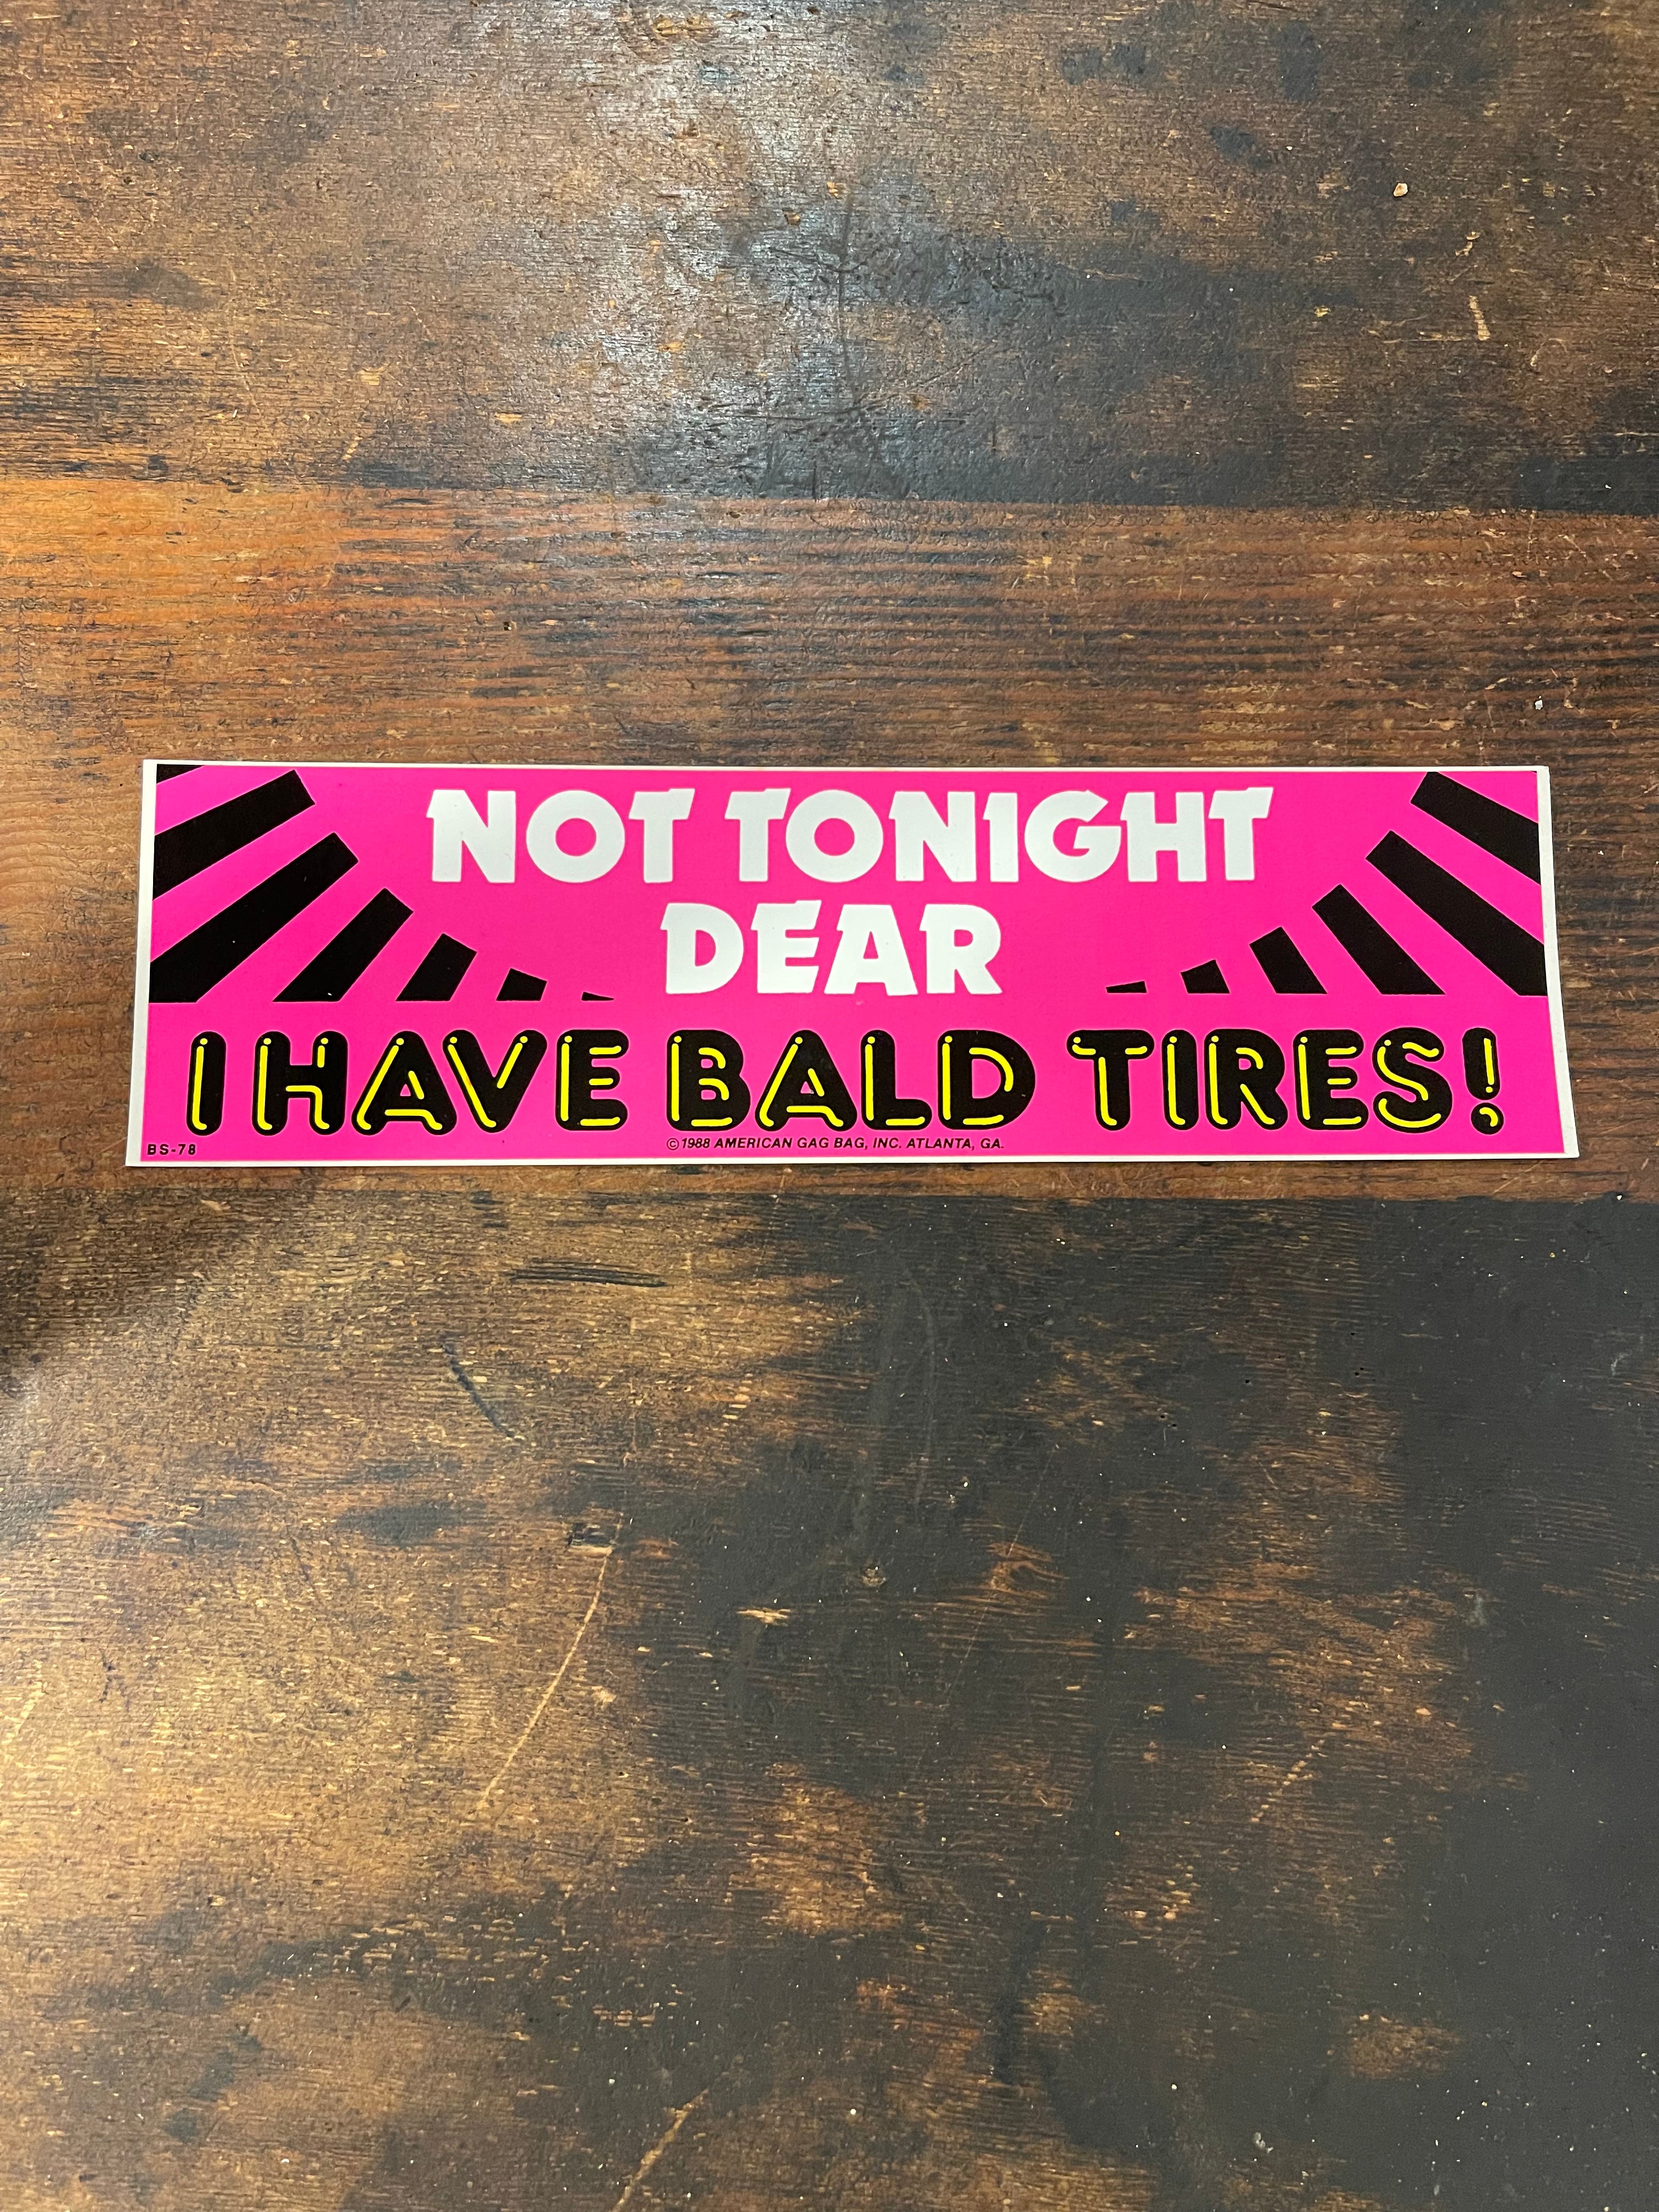 NOT TONIGHT
DEAR
I HAVE BALD TIRES!
BS-78
©1988 AMERICAN GAG BAG, INC. ATLANTA, GA.